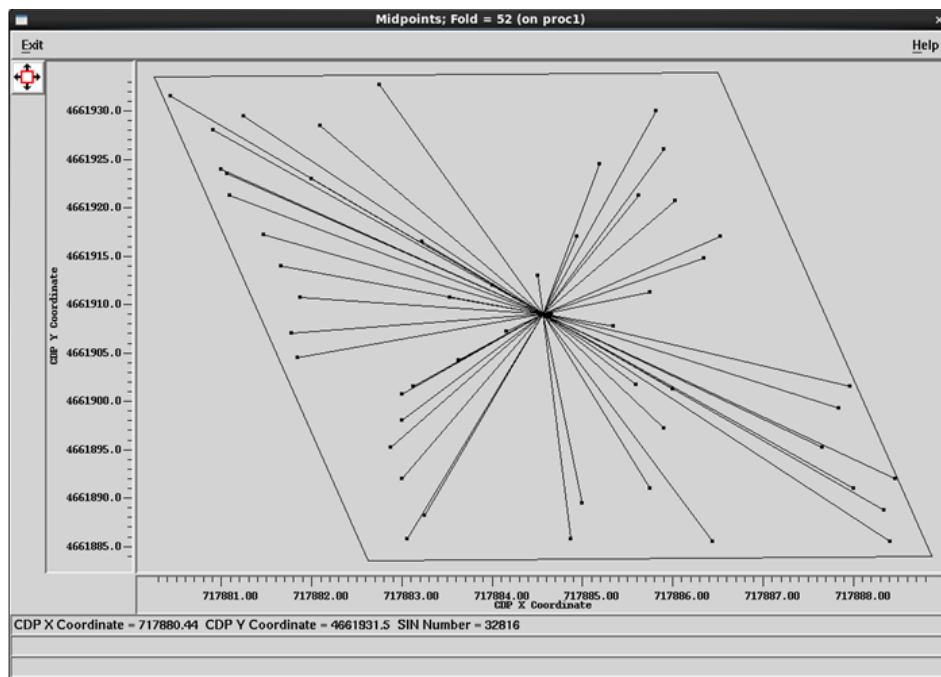 Midpoints; Fold = 52 (on proc1)
Exit
Help
4661930.0
4661925.0
4661920.0
4661915.0
4661910.0
4661905.0
4661900.0
4661895.0
4661890.0
4661885.0
CDP Y Coordinate
717881.00 717882.00 717883.00 717884.00 717885.00 717886.00 717887.00 717888.00
CDP X Coordinate
CDP X Coordinate = 717880.44 CDP Y Coordinate = 4661931.5 SIN Number = 32816